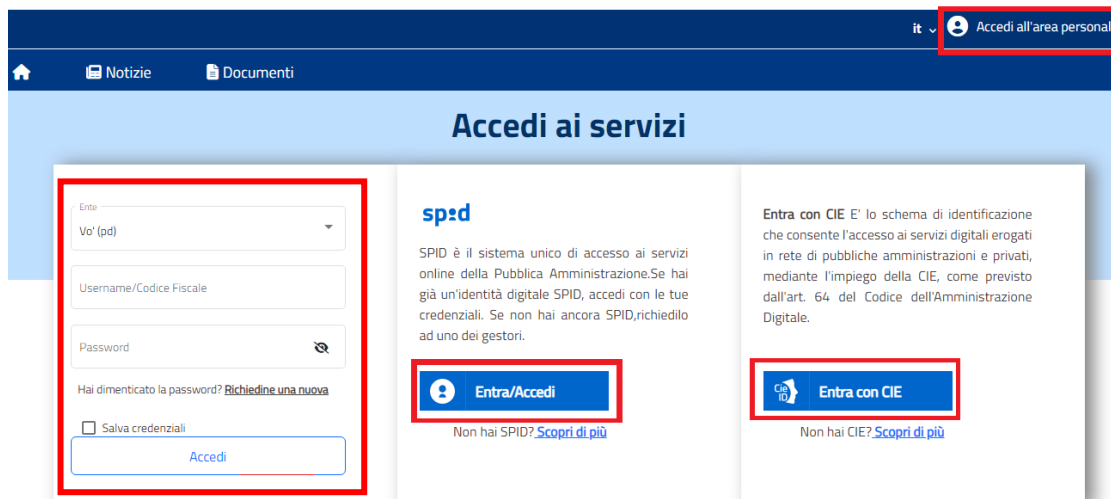 it Accedi all'area personal
Notizie Documenti
Accedi ai servizi
Ente
Vo' (pd)
Username/Codice Fiscale
Password
Hai dimenticato la password? Richiedine una nuova
Salva credenziali
Accedi
sp:d
SPID è il sistema unico di accesso ai servizi
online della Pubblica Amministrazione.Se hai
già un'identità digitale SPID, accedi con le tue
credenziali. Se non hai ancora SPID,richiedilo
ad uno dei gestori.
Entra/Accedi
Non hai SPID? Scopri di più
Entra con CIE E' lo schema di identificazione
che consente l'accesso ai servizi digitali erogati
in rete di pubbliche amministrazioni e privati,
mediante l'impiego della CIE, come previsto
dall'art. 64 del Codice dell'Amministrazione
Digitale.
Cie
iD
Entra con CIE
Non hai CIE? Scopri di più